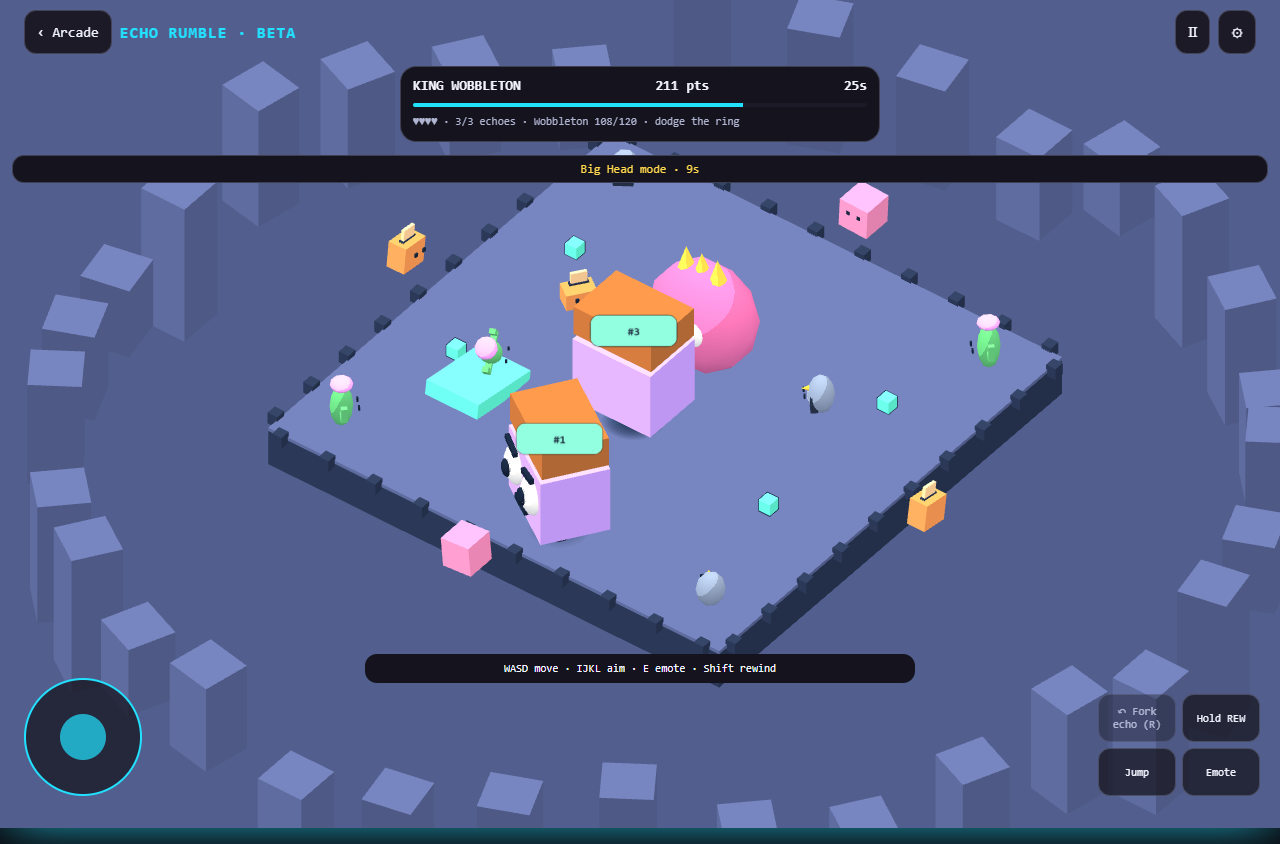 ‹ Arcade
ECHO RUMBLE · BETA
II
KING WOBBLETON 211 pts 25s
♥♥♥♥ · 3/3 echoes · Wobbleton 108/120 · dodge the ring
Big Head mode · 9s
#3
#1
WASD move · IJKL aim · E emote · Shift rewind
↶ Fork
echo (R)
Hold REW
Jump
Emote